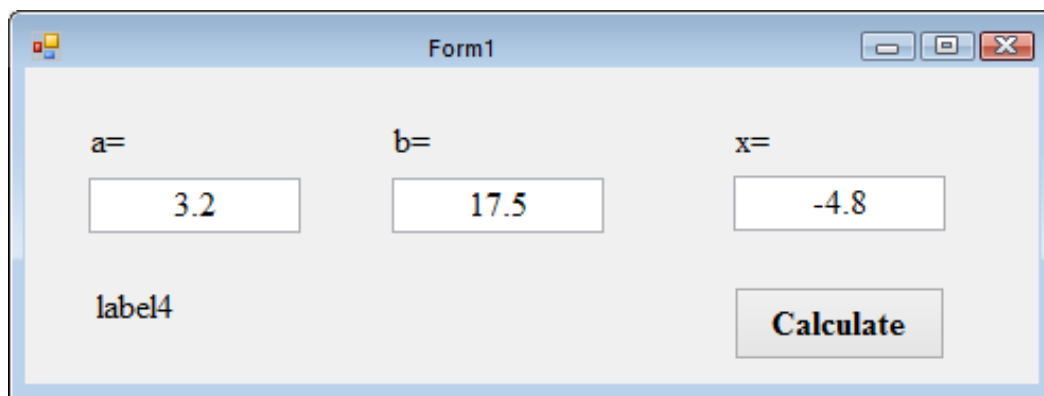 Form1
a= b= x=
3.2 17.5 -4.8
label4
Calculate